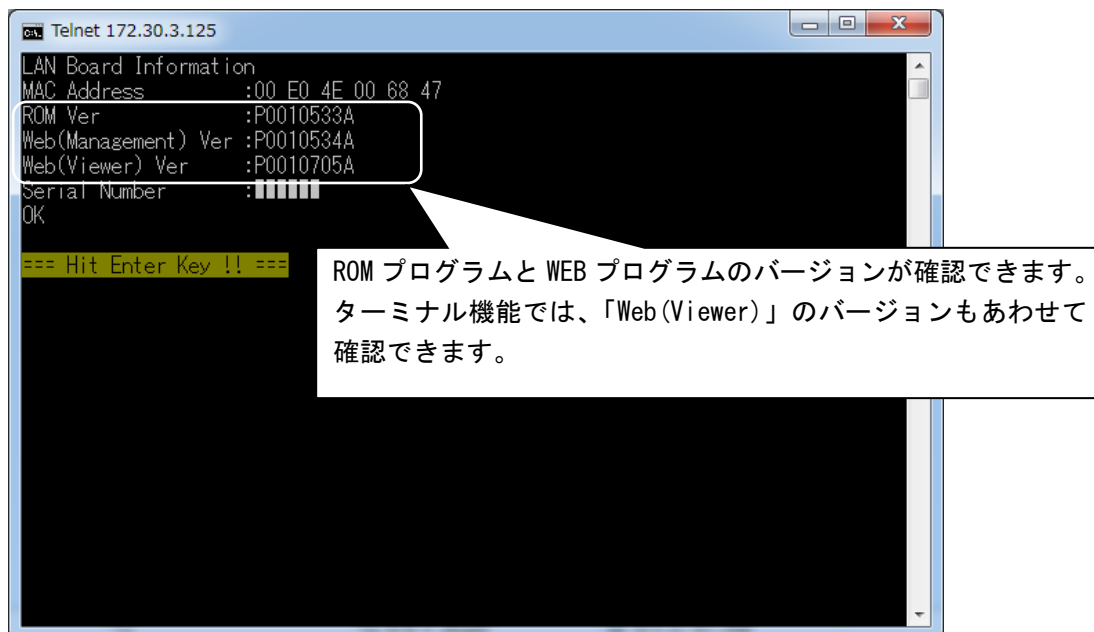 Telnet 172.30.3.125
LAN Board Information
MAC Address :00 E0 4E 00 68 47
ROM Ver :P0010533A
Web(Management) Ver :P0010534A
Web(Viewer) Ver :P0010705A
Serial Number :
OK
=== Hit Enter Key !! ===
ROM プログラムと WEB プログラムのバージョンが確認できます。
ターミナル機能では、「Web(Viewer)」のバージョンもあわせて
確認できます。